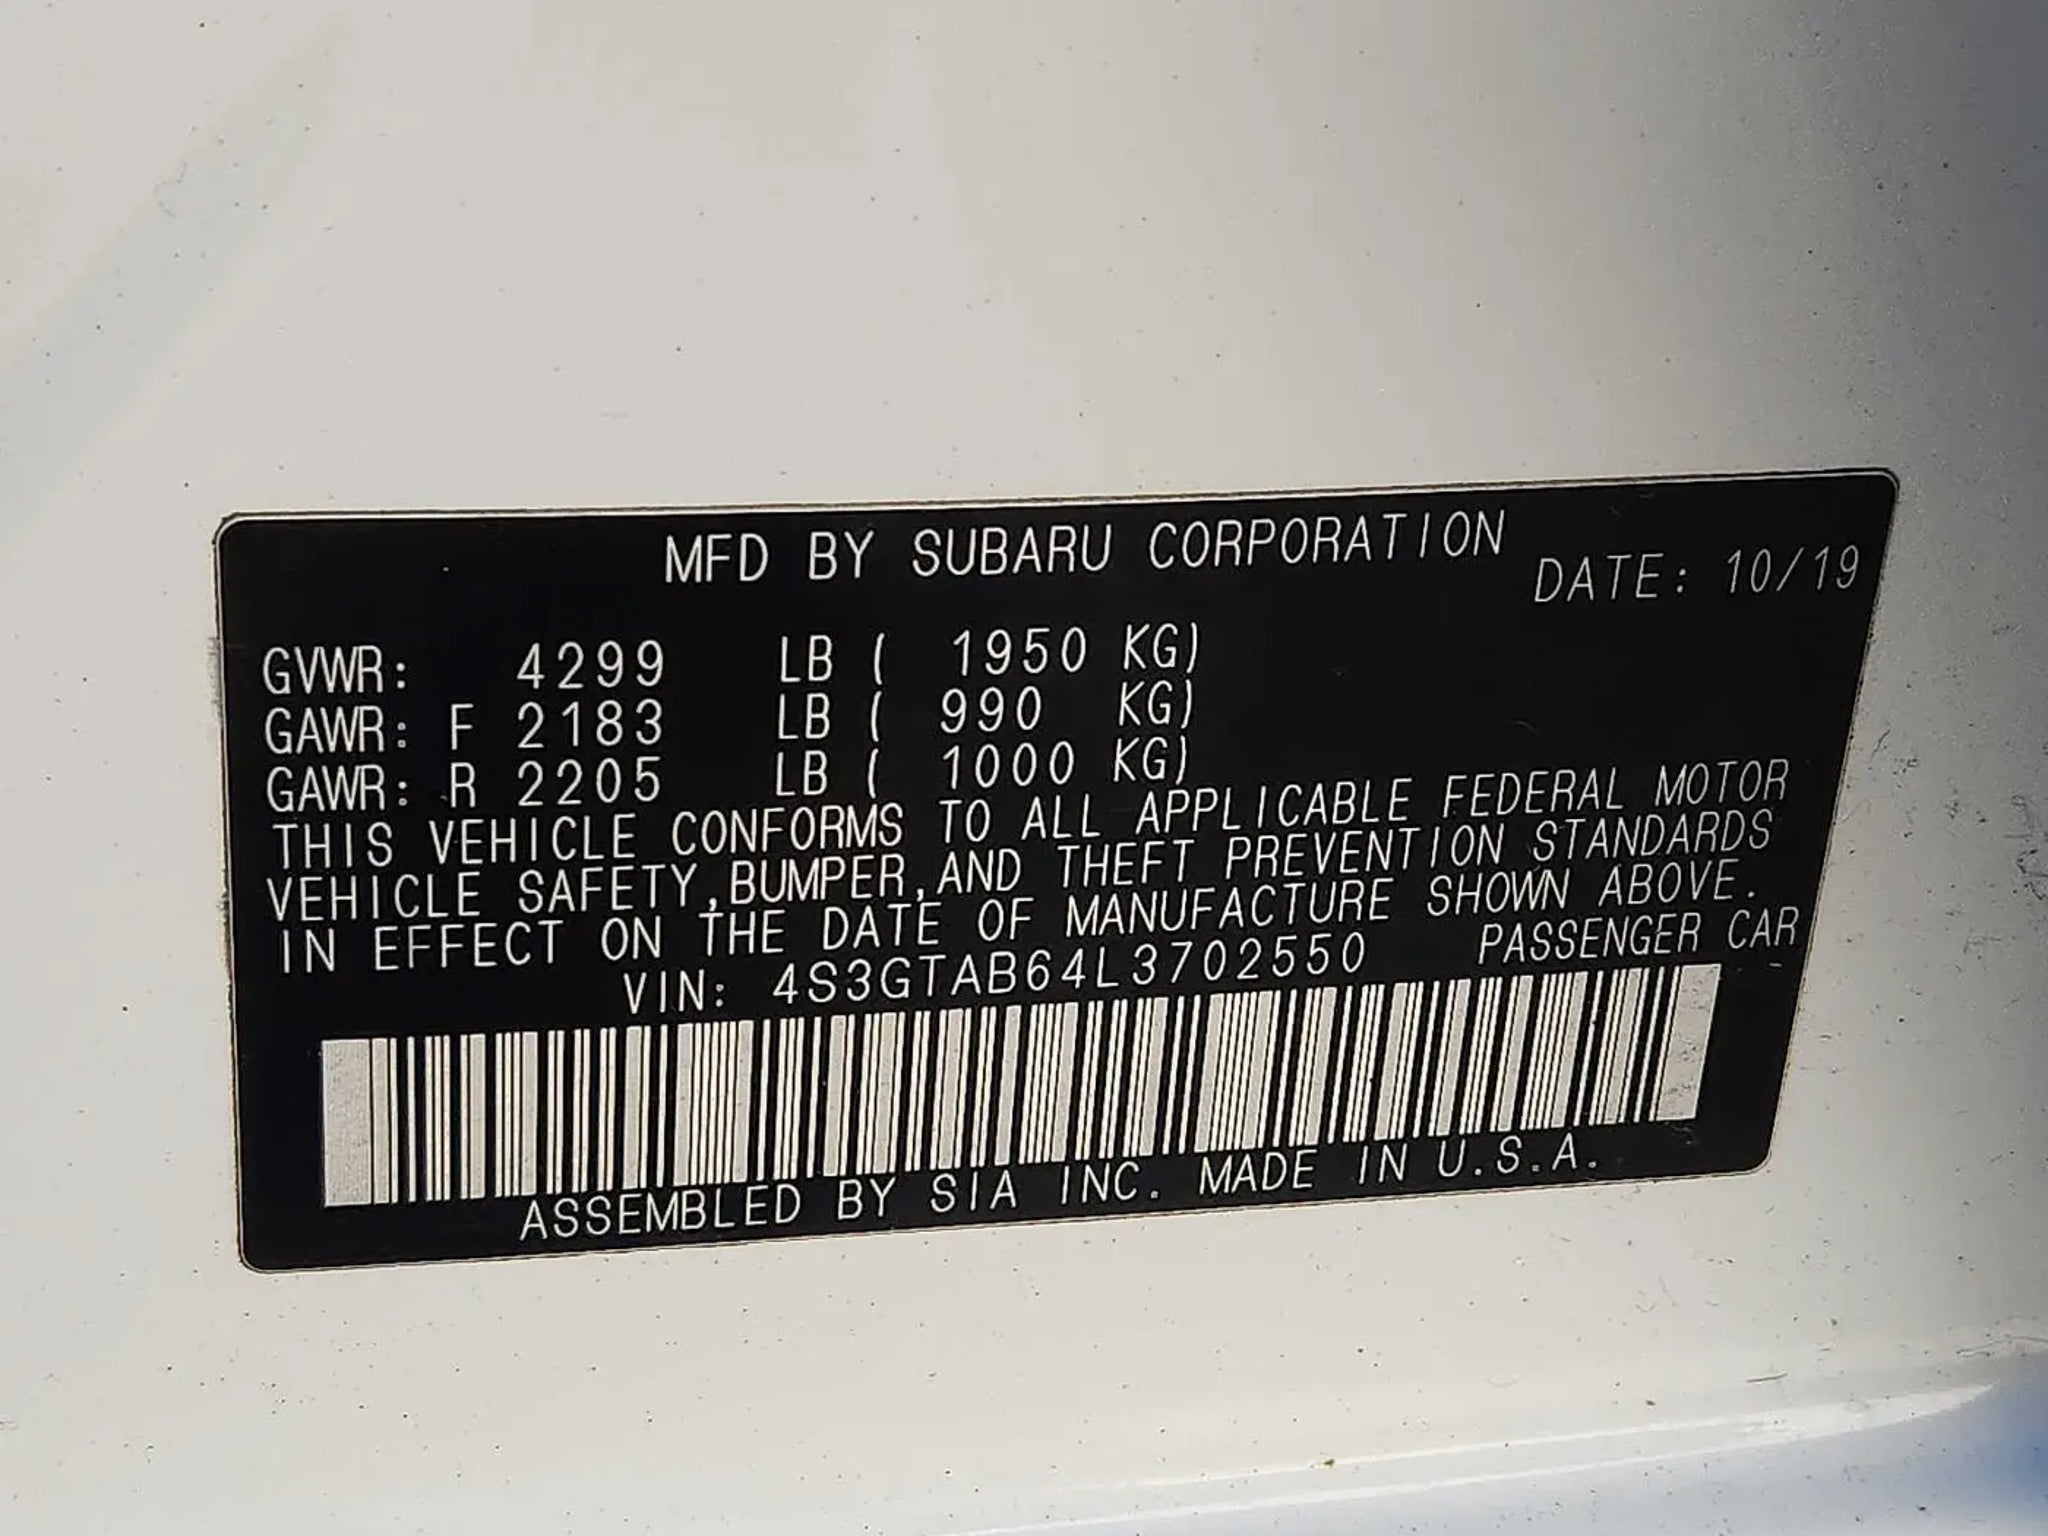 MFD BY SUBARU CORPORATION DATE: 10/19
GVWR: 4299 LB ( 1950 KG)
GAWR: F 2183 LB ( 990 KG)
GAWR: R 2205 LB ( 1000 KG)
THIS VEHICLE CONFORMS TO ALL APPLICABLE FEDERAL MOTOR
VEHICLE SAFETY,BUMPER,AND THEFT PREVENTION STANDARDS
IN EFFECT ON THE DATE OF MANUFACTURE SHOWN ABOVE.
VIN: 4S3GTAB64L3702550 PASSENGER CAR
ASSEMBLED BY SIA INC. MADE IN U.S.A.